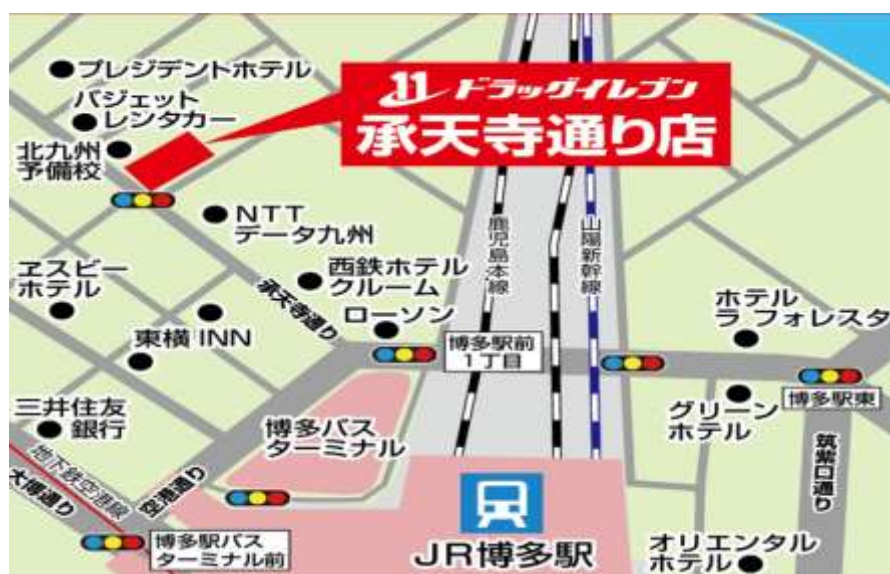 プレジデントホテル
バジェット
レンタカー
北九州
予備校
ドラッグイレブン
承天寺通り店
NTT
データ九州
鹿児島本線
山陽新幹線
ヱスビー
ホテル
西鉄ホテル
クルーム
承天寺通り
ローソン
東横 INN
博多駅前
1丁目
ホテル
ラ フォレスタ
三井住友
銀行
博多バス
ターミナル
グリーン
ホテル
博多駅東
地下鉄空港線
大博通り
空港通り
筑紫口通り
博多駅バス
ターミナル前
JR博多駅
オリエンタル
ホテル